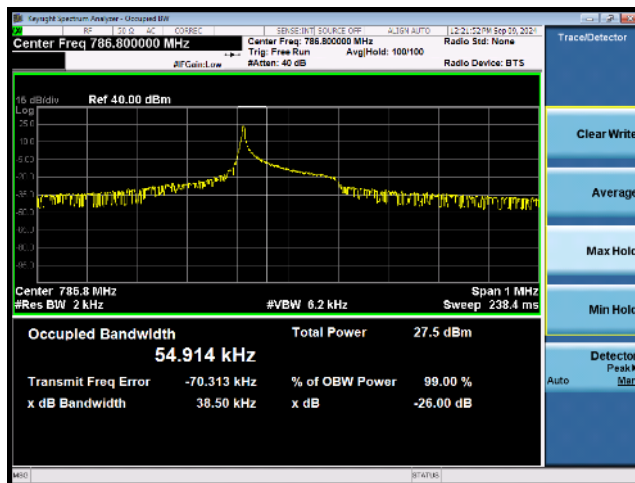 Keysight Spectrum Analyzer - Occupied BW
RF 50 Ω AC CORREC SENSE:INT SOURCE OFF ALIGN AUTO 12:21:52 PM Sep 09, 2024
Center Freq 786.800000 MHz Center Freq: 786.800000 MHz Radio Std: None Trace/Detector
Trig: Free Run Avg|Hold: 100/100
#IFGain:Low #Atten: 40 dB Radio Device: BTS
Ref 40.00 dBm
Log
Clear Write
Average
Max Hold
Center 786.8 MHz Span 1 MHz
#Res BW 2 kHz #VBW 6.2 kHz Sweep 238.4 ms
Min Hold
Occupied Bandwidth Total Power 27.5 dBm
54.914 kHz
Transmit Freq Error -70.313 kHz % of OBW Power 99.00 %
x dB Bandwidth 38.50 kHz x dB -26.00 dB
Detector
Peak
Auto Man
MSG STATUS